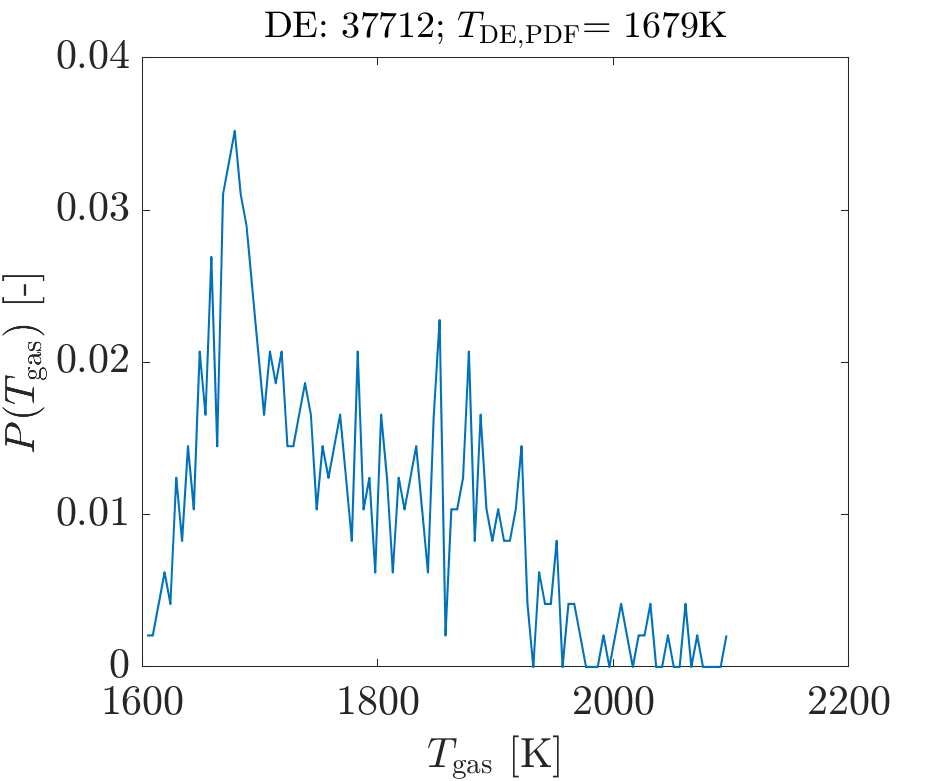 DE: 37712; T_DE,PDF= 1679K
0.04
0.03
0.02
0.01
0
P(T_gas) [-]
1600 1800 2000 2200
T_gas [K]